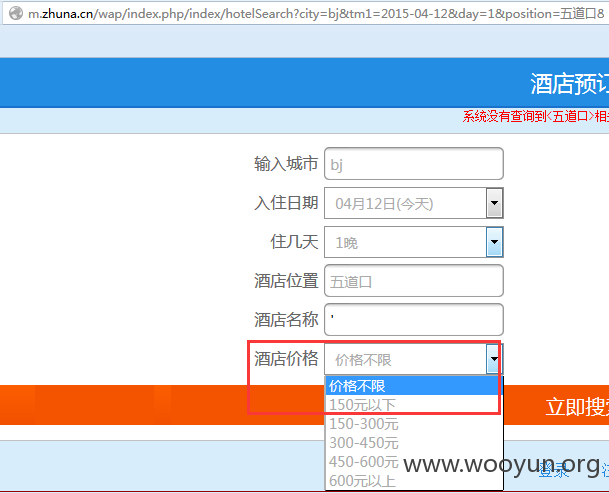 m.zhuna.cn/wap/index.php/index/hotelSearch?city=bj&tm1=2015-04-12&day=1&position=五道口8
酒店预订
系统没有查询到<五道口>相
输入城市 bj
入住日期 04月12日(今天)
住几天 1晚
酒店位置 五道口
酒店名称 '
酒店价格 价格不限
价格不限
150元以下
立即搜索
150-300元
300-450元
450-600元
www.wooyun.org
登录
600元以上